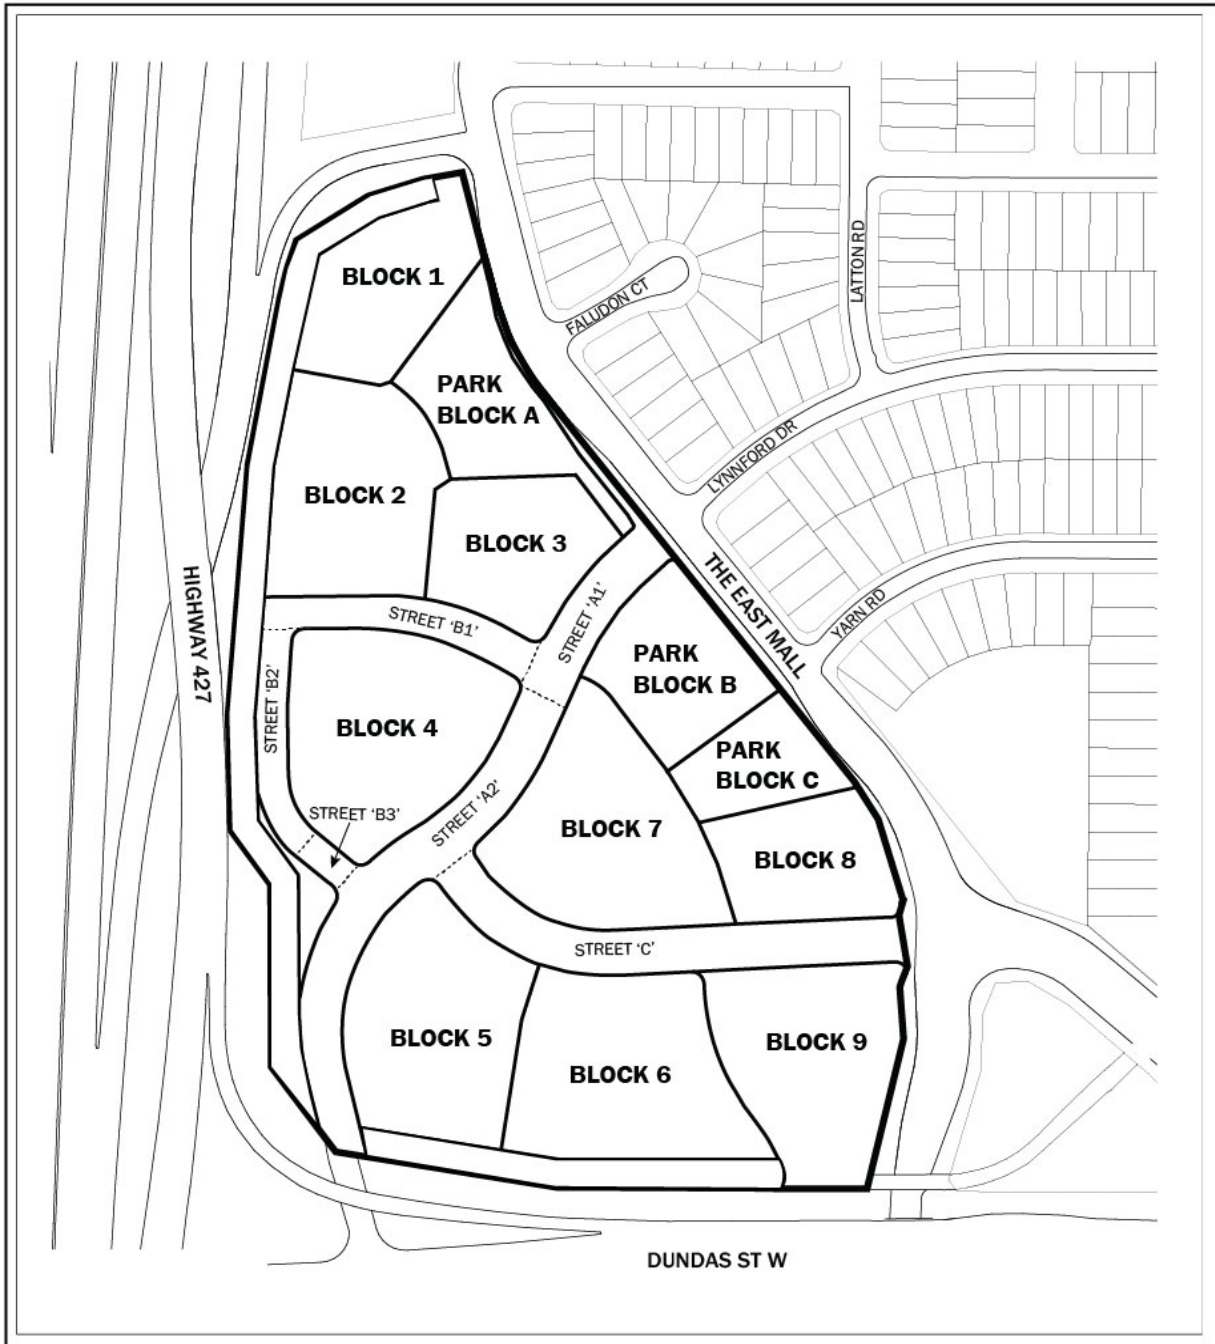 BLOCK 1
LATTON RD
FALUDON CT
PARK
BLOCK A
LYNNFORD DR
BLOCK 2
BLOCK 3
HIGHWAY 427
STREET 'B1'
STREET 'A1'
THE EAST MALL
YARN RD
PARK
BLOCK B
STREET 'B2'
BLOCK 4
PARK
BLOCK C
STREET 'B3'
STREET 'A2'
BLOCK 7
BLOCK 8
STREET 'C'
BLOCK 5
BLOCK 9
BLOCK 6
DUNDAS ST W